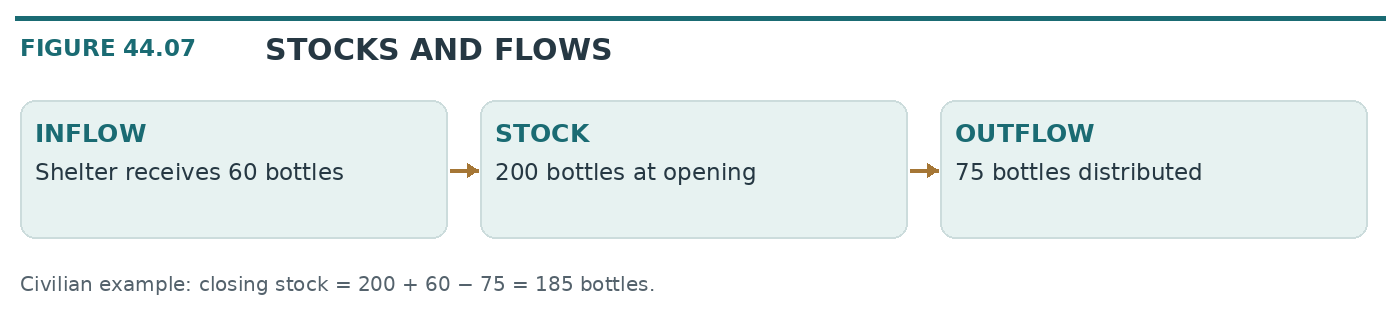 FIGURE 44.07 STOCKS AND FLOWS
INFLOW
Shelter receives 60 bottles
STOCK
200 bottles at opening
OUTFLOW
75 bottles distributed
Civilian example: closing stock = 200 + 60 − 75 = 185 bottles.